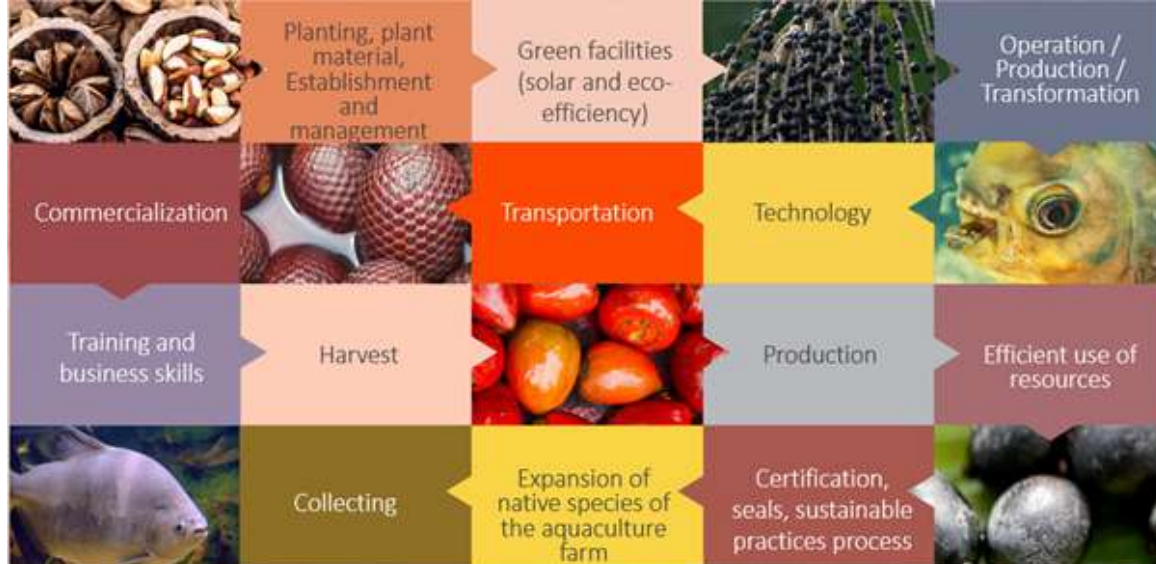 Planting, plant
material,
Establishment
and
management
Green facilities
(solar and eco-
efficiency)
Operation /
Production /
Transformation
Commercialization
Transportation
Technology
Training and
business skills
Harvest
Production
Efficient use of
resources
Collecting
Expansion of
native species of
the aquaculture
farm
Certification,
seals, sustainable
practices process